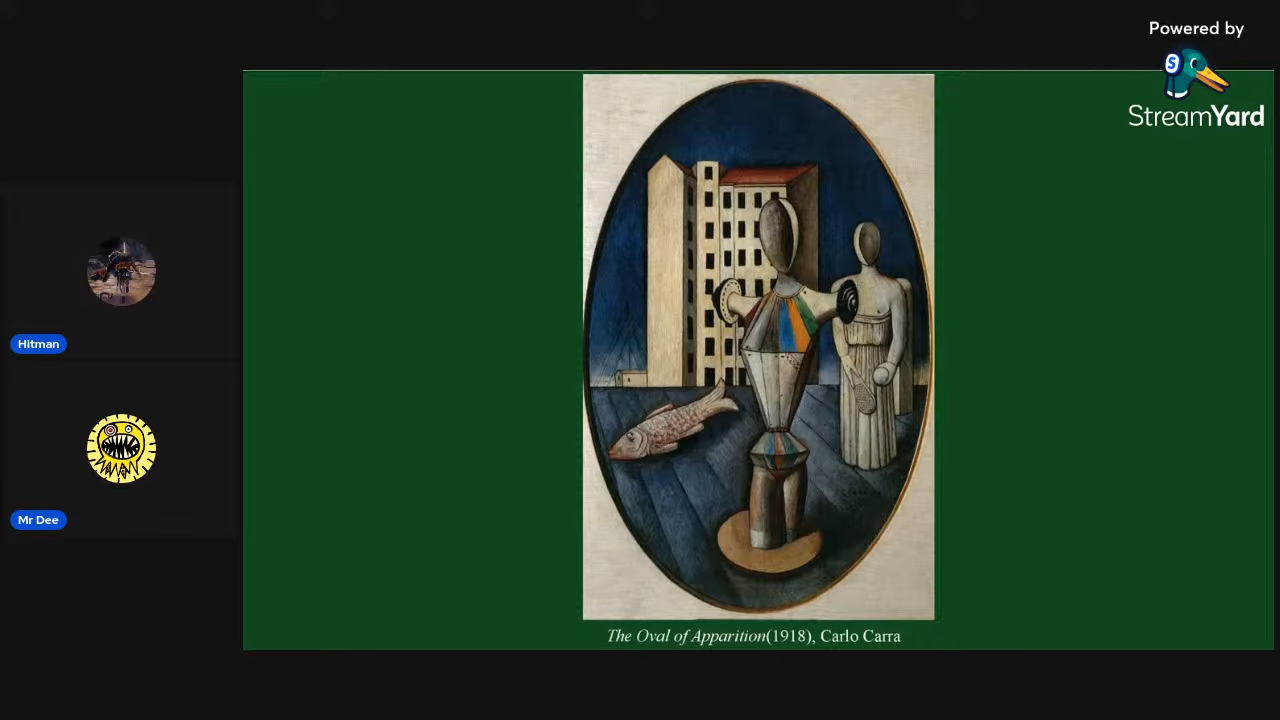 Powered by
StreamYard
Hitman
Mr Dee
The Oval of Apparition(1918), Carlo Carra